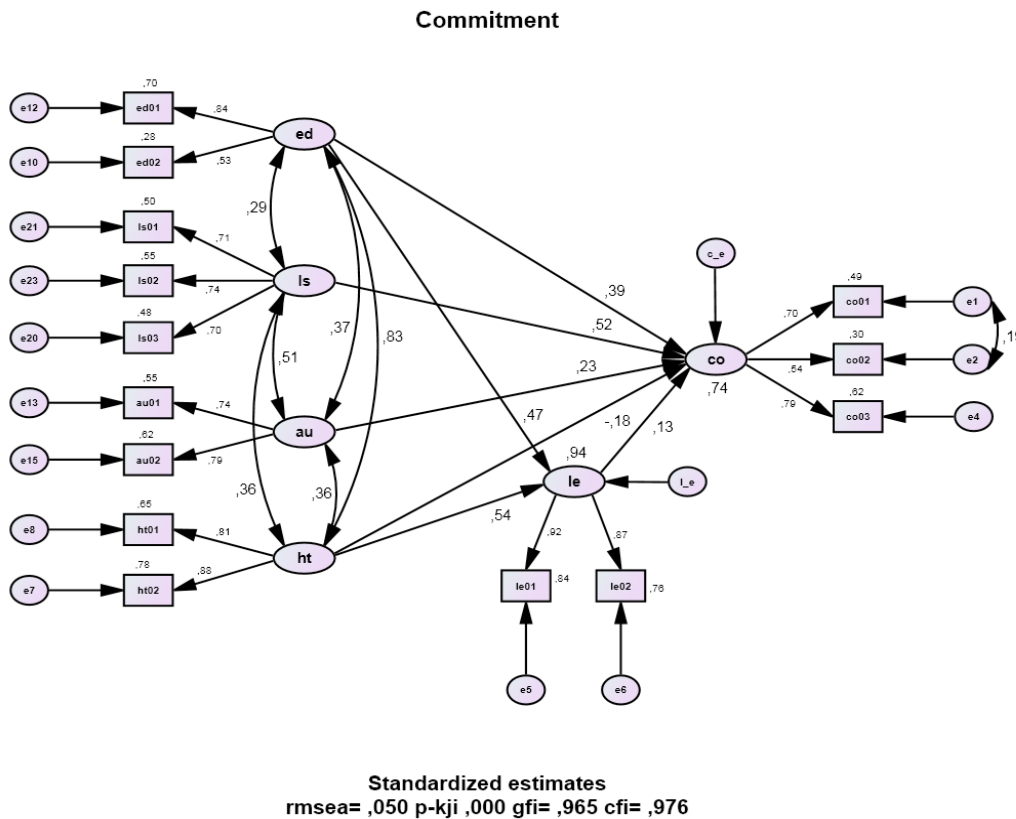 Commitment
,70
e12
ed01
,84
ed
,28
e10
ed02
,53
,29
,50
e21
ls01
,71
ls
,55
e23
ls02
,74
,48
e20
ls03
,70
,37
,83
,51
,39
,52
c_e
,49
co01
e1
,70
co
,30
co02
e2
,54
,74
,62
co03
e4
,79
,55
e13
au01
,74
au
,23
,62
e15
au02
,79
,47
-,18
,13
,94
le
l_e
,36
,36
,54
,65
e8
ht01
,81
ht
,78
e7
ht02
,88
,92
,87
le01
,84
le02
,76
e5
e6
Standardized estimates
rmsea= ,050 p-kji ,000 gfi= ,965 cfi= ,976